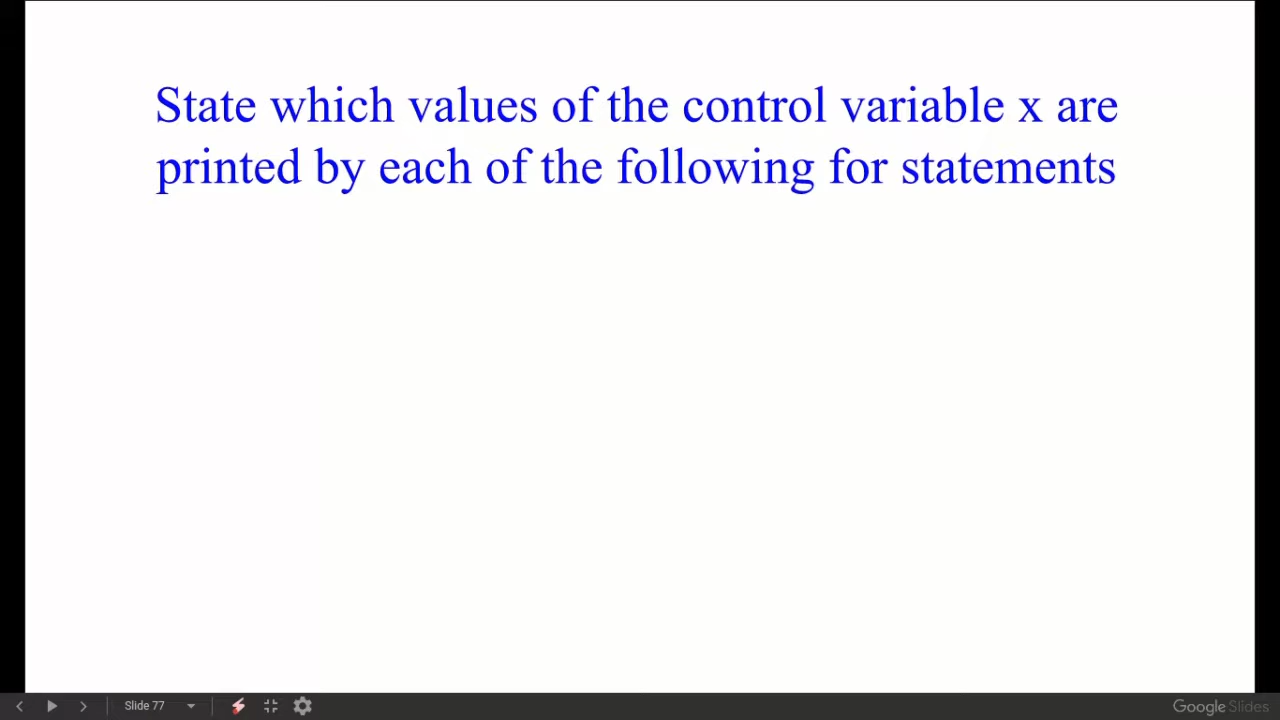 State which values of the control variable x are
printed by each of the following for statements
Slide 77
Google Slides